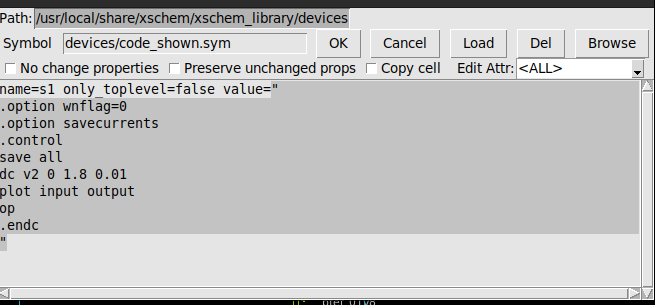 Path: /usr/local/share/xschem/xschem_library/devices
Symbol devices/code_shown.sym OK Cancel Load Del Browse
No change properties Preserve unchanged props Copy cell Edit Attr: <ALL>
name=s1 only_toplevel=false value="
.option wnflag=0
.option savecurrents
.control
save all
dc v2 0 1.8 0.01
plot input output
op
.endc
"